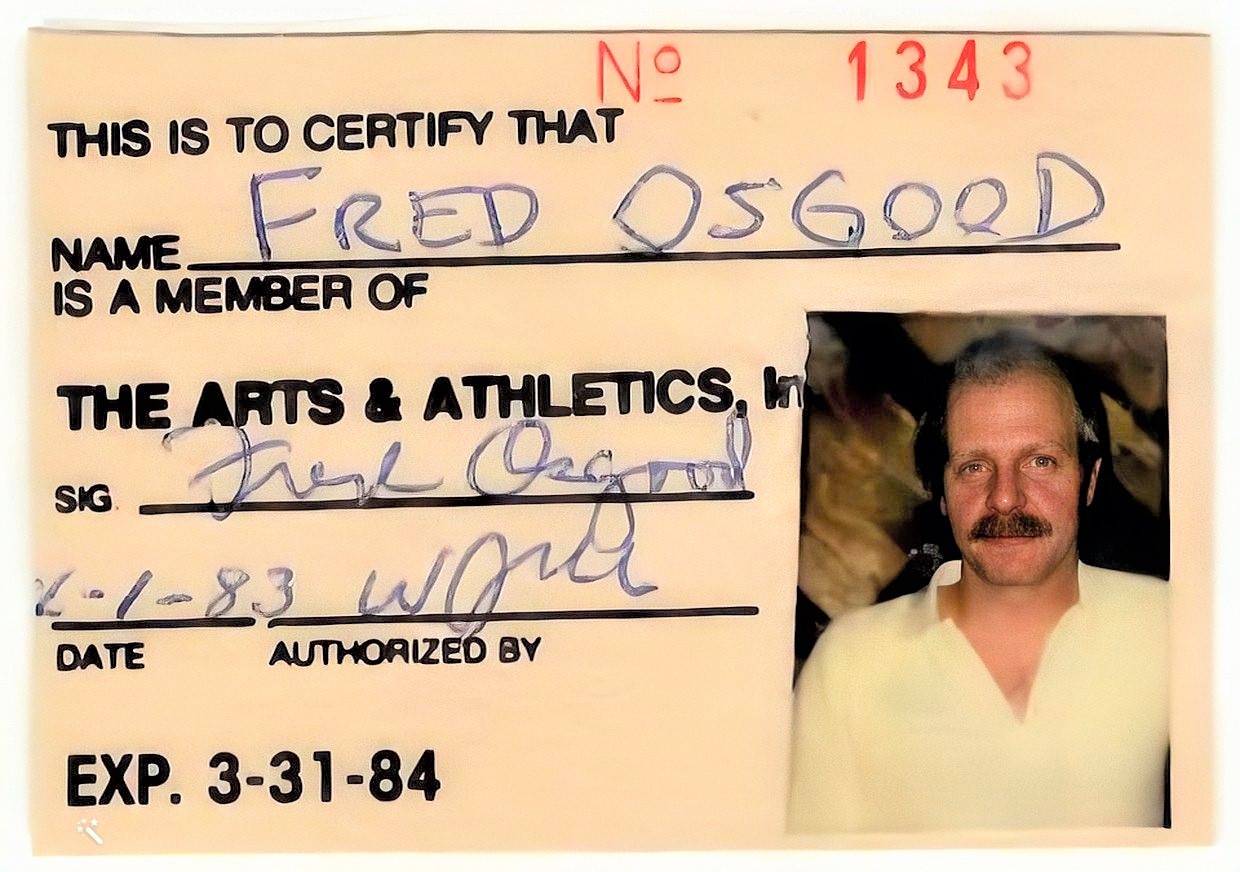 Nº 1343
THIS IS TO CERTIFY THAT
NAME FRED OSGOOD
IS A MEMBER OF
THE ARTS & ATHLETICS, In
SIG. Fred Osgood
-1-83
DATE AUTHORIZED BY
EXP. 3-31-84